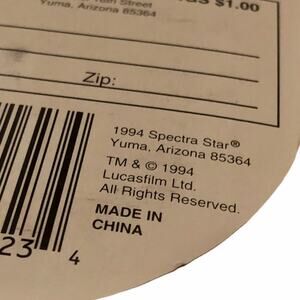 Street
GS $1.00
Yuma, Arizona 85364
Zip:
1994 Spectra Star®
Yuma, Arizona 85364
TM & © 1994
Lucasfilm Ltd.
All Rights Reserved.
MADE IN
CHINA
23 4